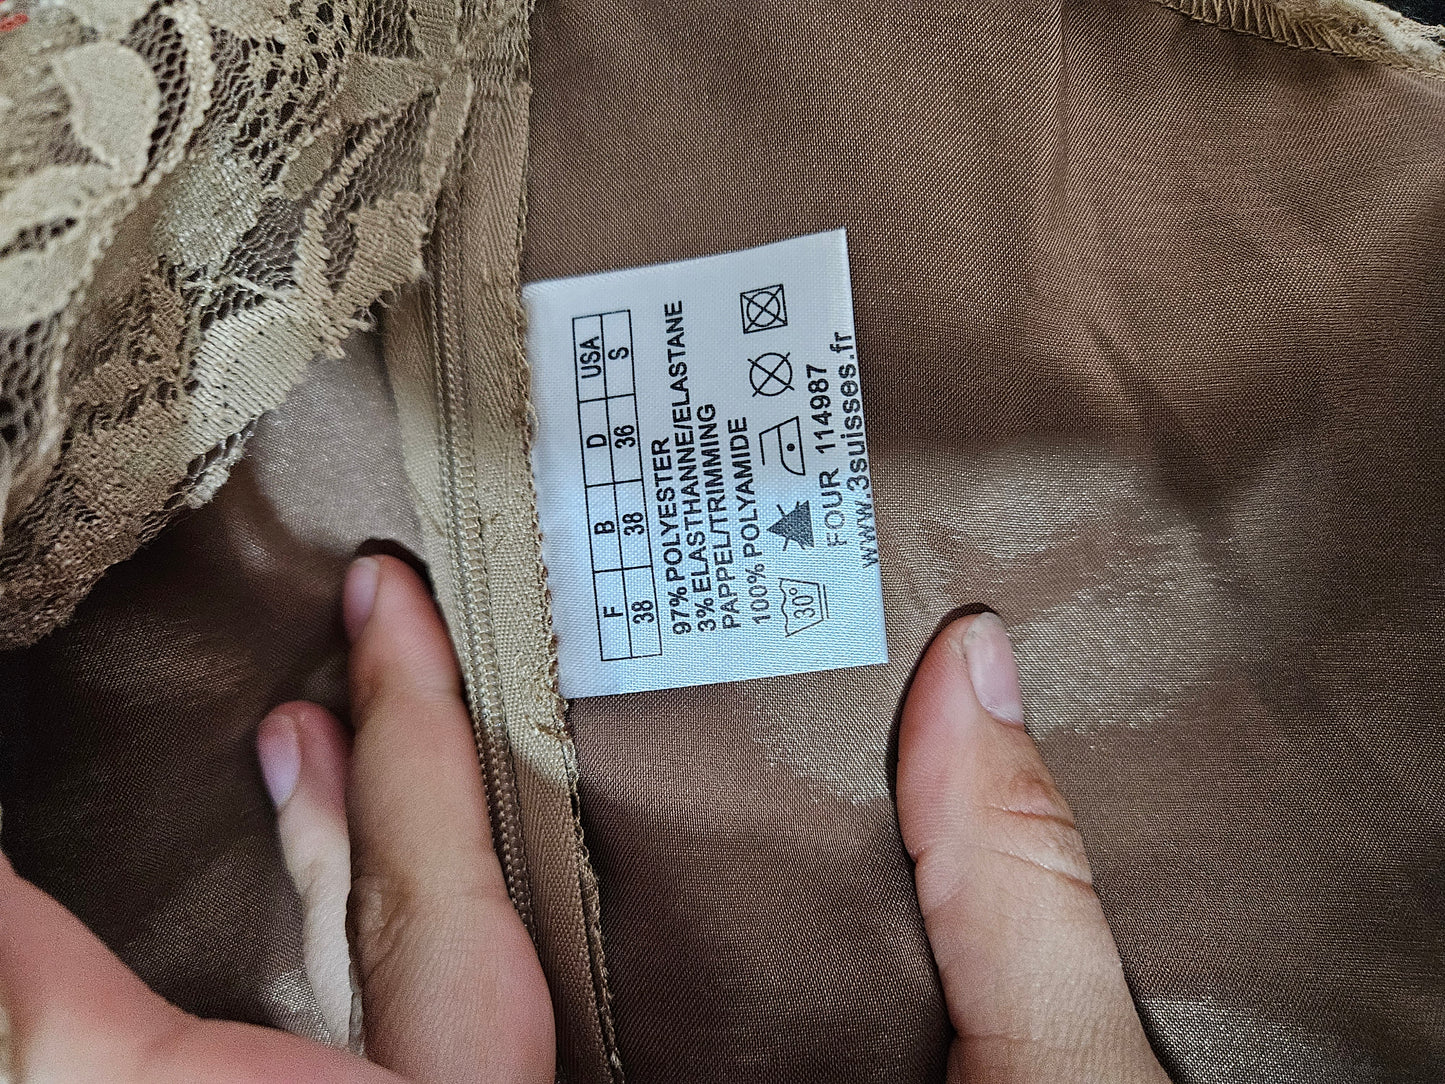 F B D USA
38 38 36 S
97% POLYESTER
3% ELASTHANNE/ELASTANE
PAPPEL/TRIMMING
100% POLYAMIDE
30°
FOUR 114987
www.3suisses.fr